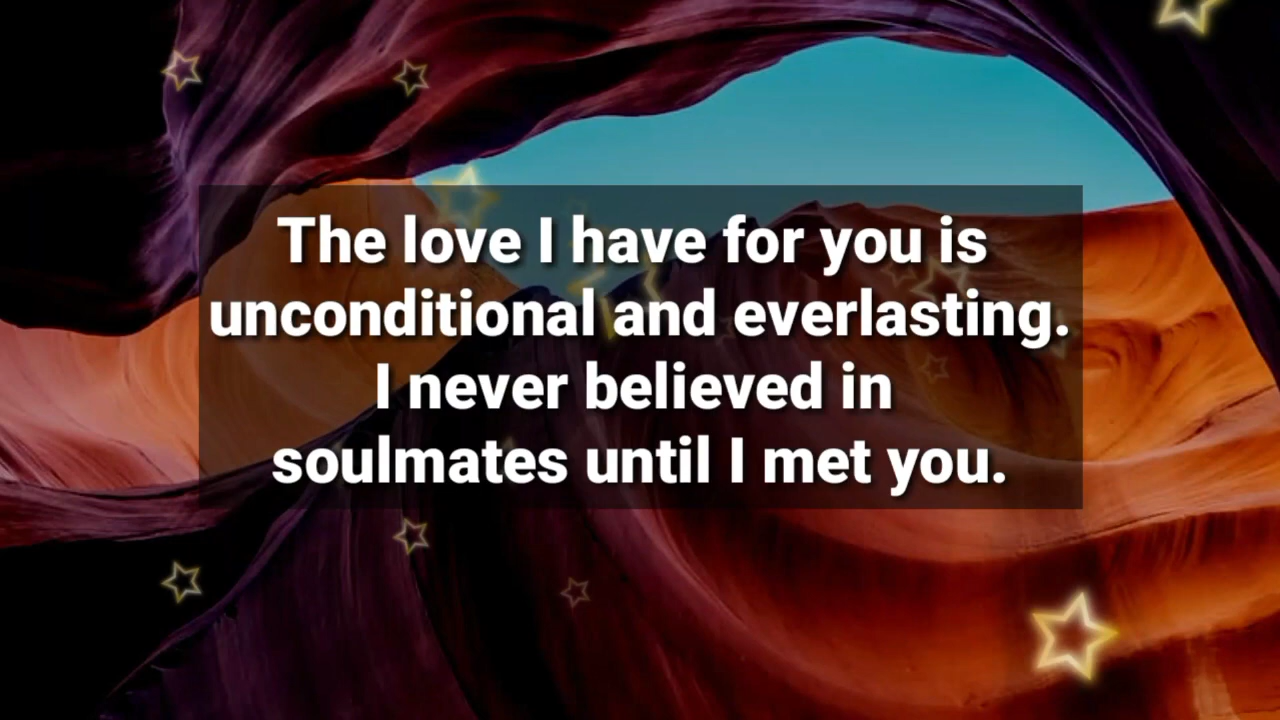 The love I have for you is
unconditional and everlasting.
I never believed in
soulmates until I met you.